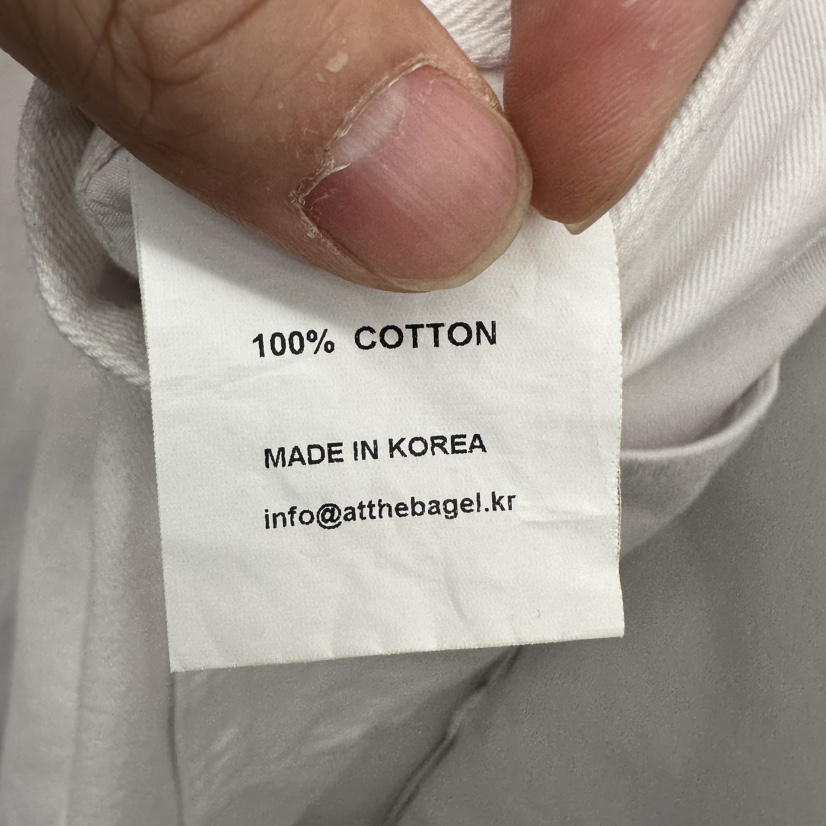 100% COTTON
MADE IN KOREA
info@atthebagel.kr